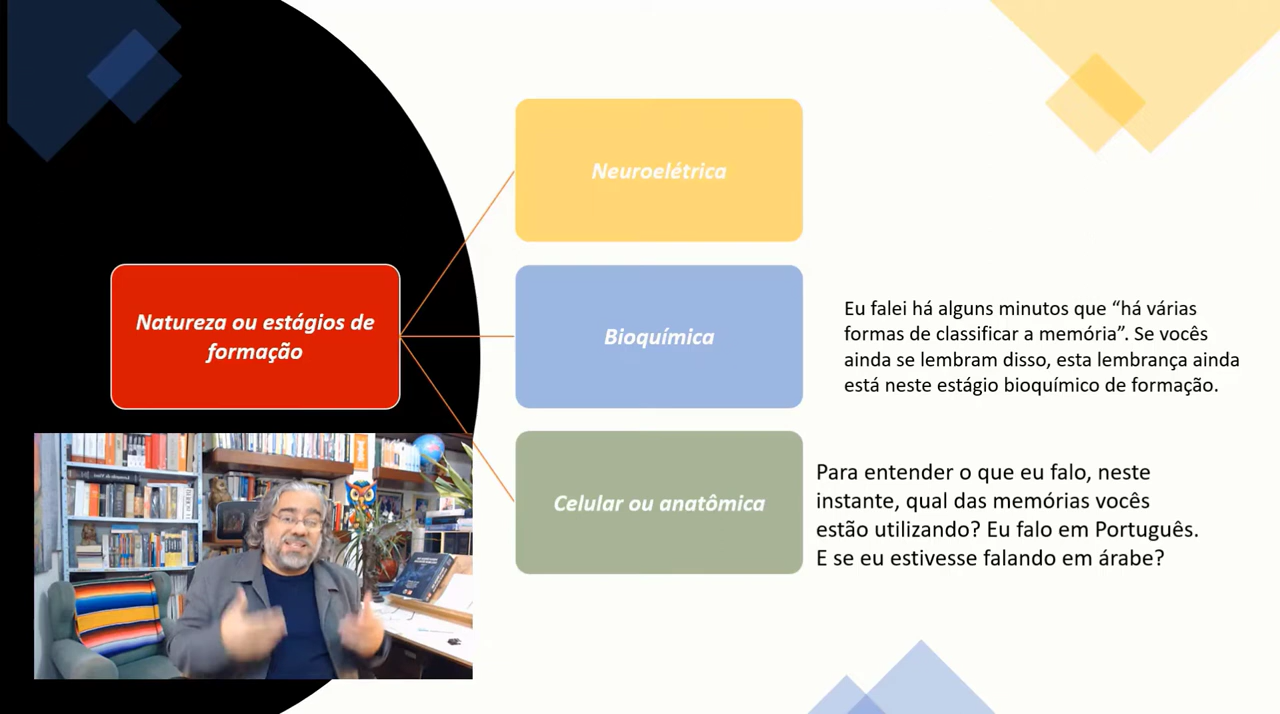 Neuroelétrica
Natureza ou estágios de
formação
Bioquímica
Eu falei há alguns minutos que “há várias
formas de classificar a memória”. Se vocês
ainda se lembram disso, esta lembrança ainda
está neste estágio bioquímico de formação.
Celular ou anatômica
Para entender o que eu falo, neste
instante, qual das memórias vocês
estão utilizando? Eu falo em Português.
E se eu estivesse falando em árabe?